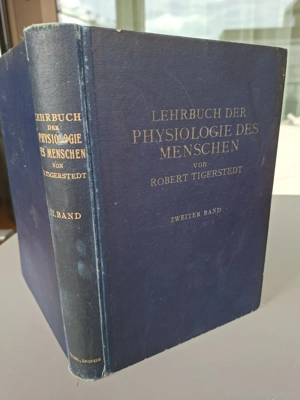 LEHRBUCH
DER
PHYSIOLOGIE
DES MENSCHEN
VON
R. TIGERSTEDT
II. BAND
LEHRBUCH DER
PHYSIOLOGIE DES
MENSCHEN
VON
ROBERT TIGERSTEDT
ZWEITER BAND